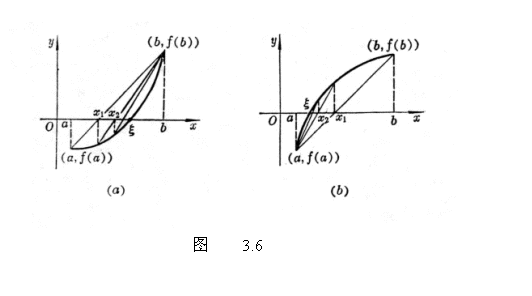 y
(b, f(b))
O a x₁ x₂ ξ b x
(a, f(a))
(a)
y
(b, f(b))
ξ
O a x₂ x₁ b x
(a, f(a))
(b)
图 3.6